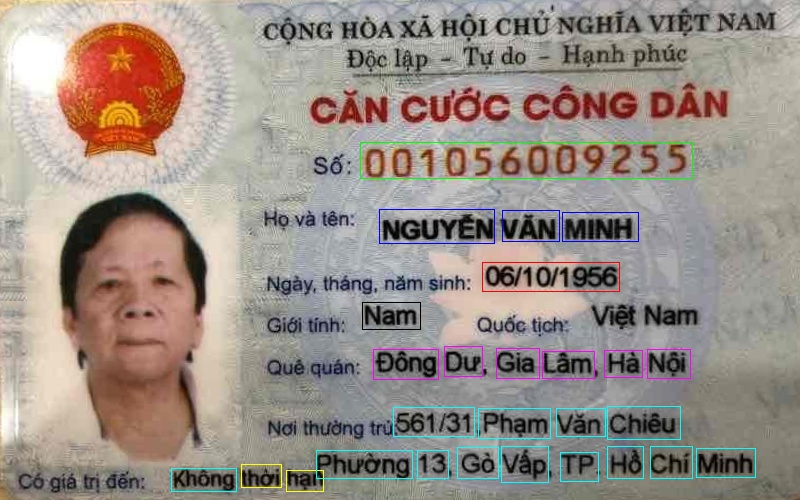 CỘNG HÒA XÃ HỘI CHỦ NGHĨA VIỆT NAM
Độc lập - Tự do - Hạnh phúc
CĂN CƯỚC CÔNG DÂN
Số: 001056009255
Họ và tên: NGUYỄN VĂN MINH
Ngày, tháng, năm sinh: 06/10/1956
Giới tính: Nam Quốc tịch: Việt Nam
Quê quán: Đông Dư, Gia Lâm, Hà Nội
Nơi thường trú: 561/31 Phạm Văn Chiêu
Có giá trị đến: Không thời hạn Phường 13, Gò Vấp, TP. Hồ Chí Minh